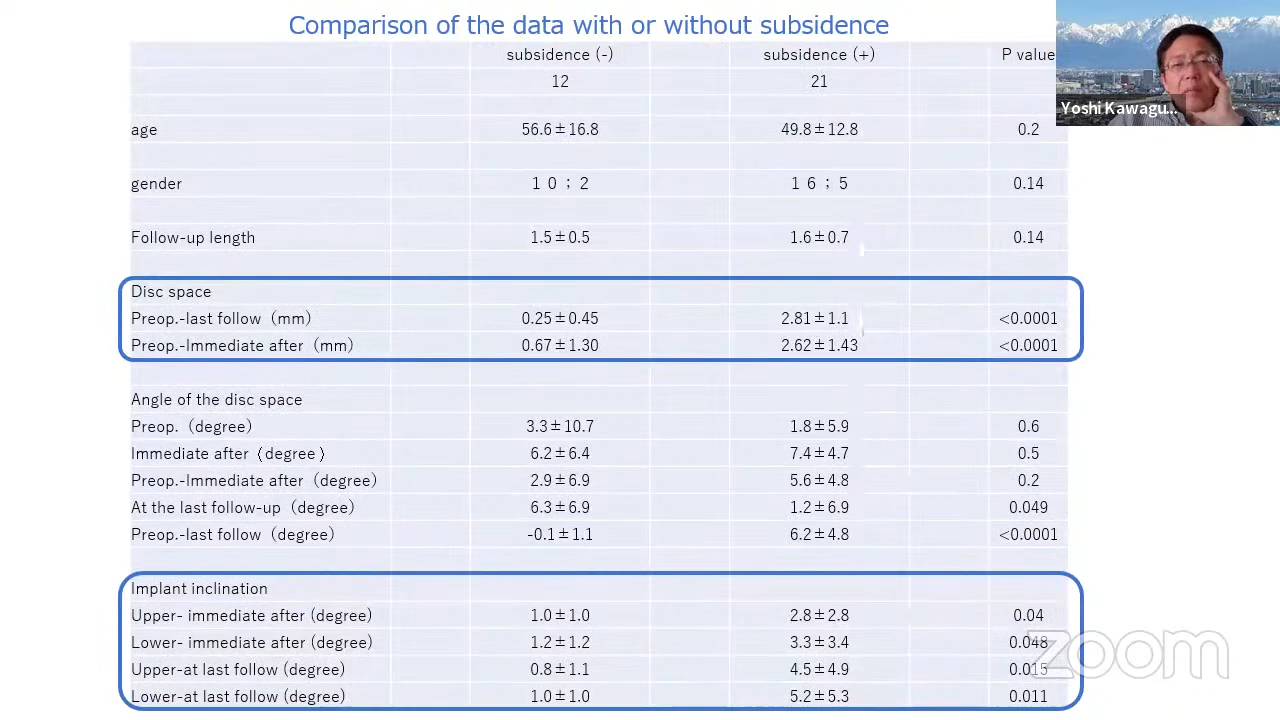 Comparison of the data with or without subsidence
subsidence (-) subsidence (+) P value
12 21
age 56.6±16.8 49.8±12.8 0.2
gender １０；２ １６；５ 0.14
Follow-up length 1.5±0.5 1.6±0.7 0.14
Disc space
Preop.-last follow（mm） 0.25±0.45 2.81±1.1 <0.0001
Preop.-Immediate after（mm） 0.67±1.30 2.62±1.43 <0.0001
Angle of the disc space
Preop.（degree） 3.3±10.7 1.8±5.9 0.6
Immediate after（degree） 6.2±6.4 7.4±4.7 0.5
Preop.-Immediate after（degree） 2.9±6.9 5.6±4.8 0.2
At the last follow-up（degree） 6.3±6.9 1.2±6.9 0.049
Preop.-last follow（degree） -0.1±1.1 6.2±4.8 <0.0001
Implant inclination
Upper- immediate after (degree) 1.0±1.0 2.8±2.8 0.04
Lower- immediate after (degree) 1.2±1.2 3.3±3.4 0.048
Upper-at last follow (degree) 0.8±1.1 4.5±4.9 0.015
Lower-at last follow (degree) 1.0±1.0 5.2±5.3 0.011
Yoshi Kawagu...
zoom